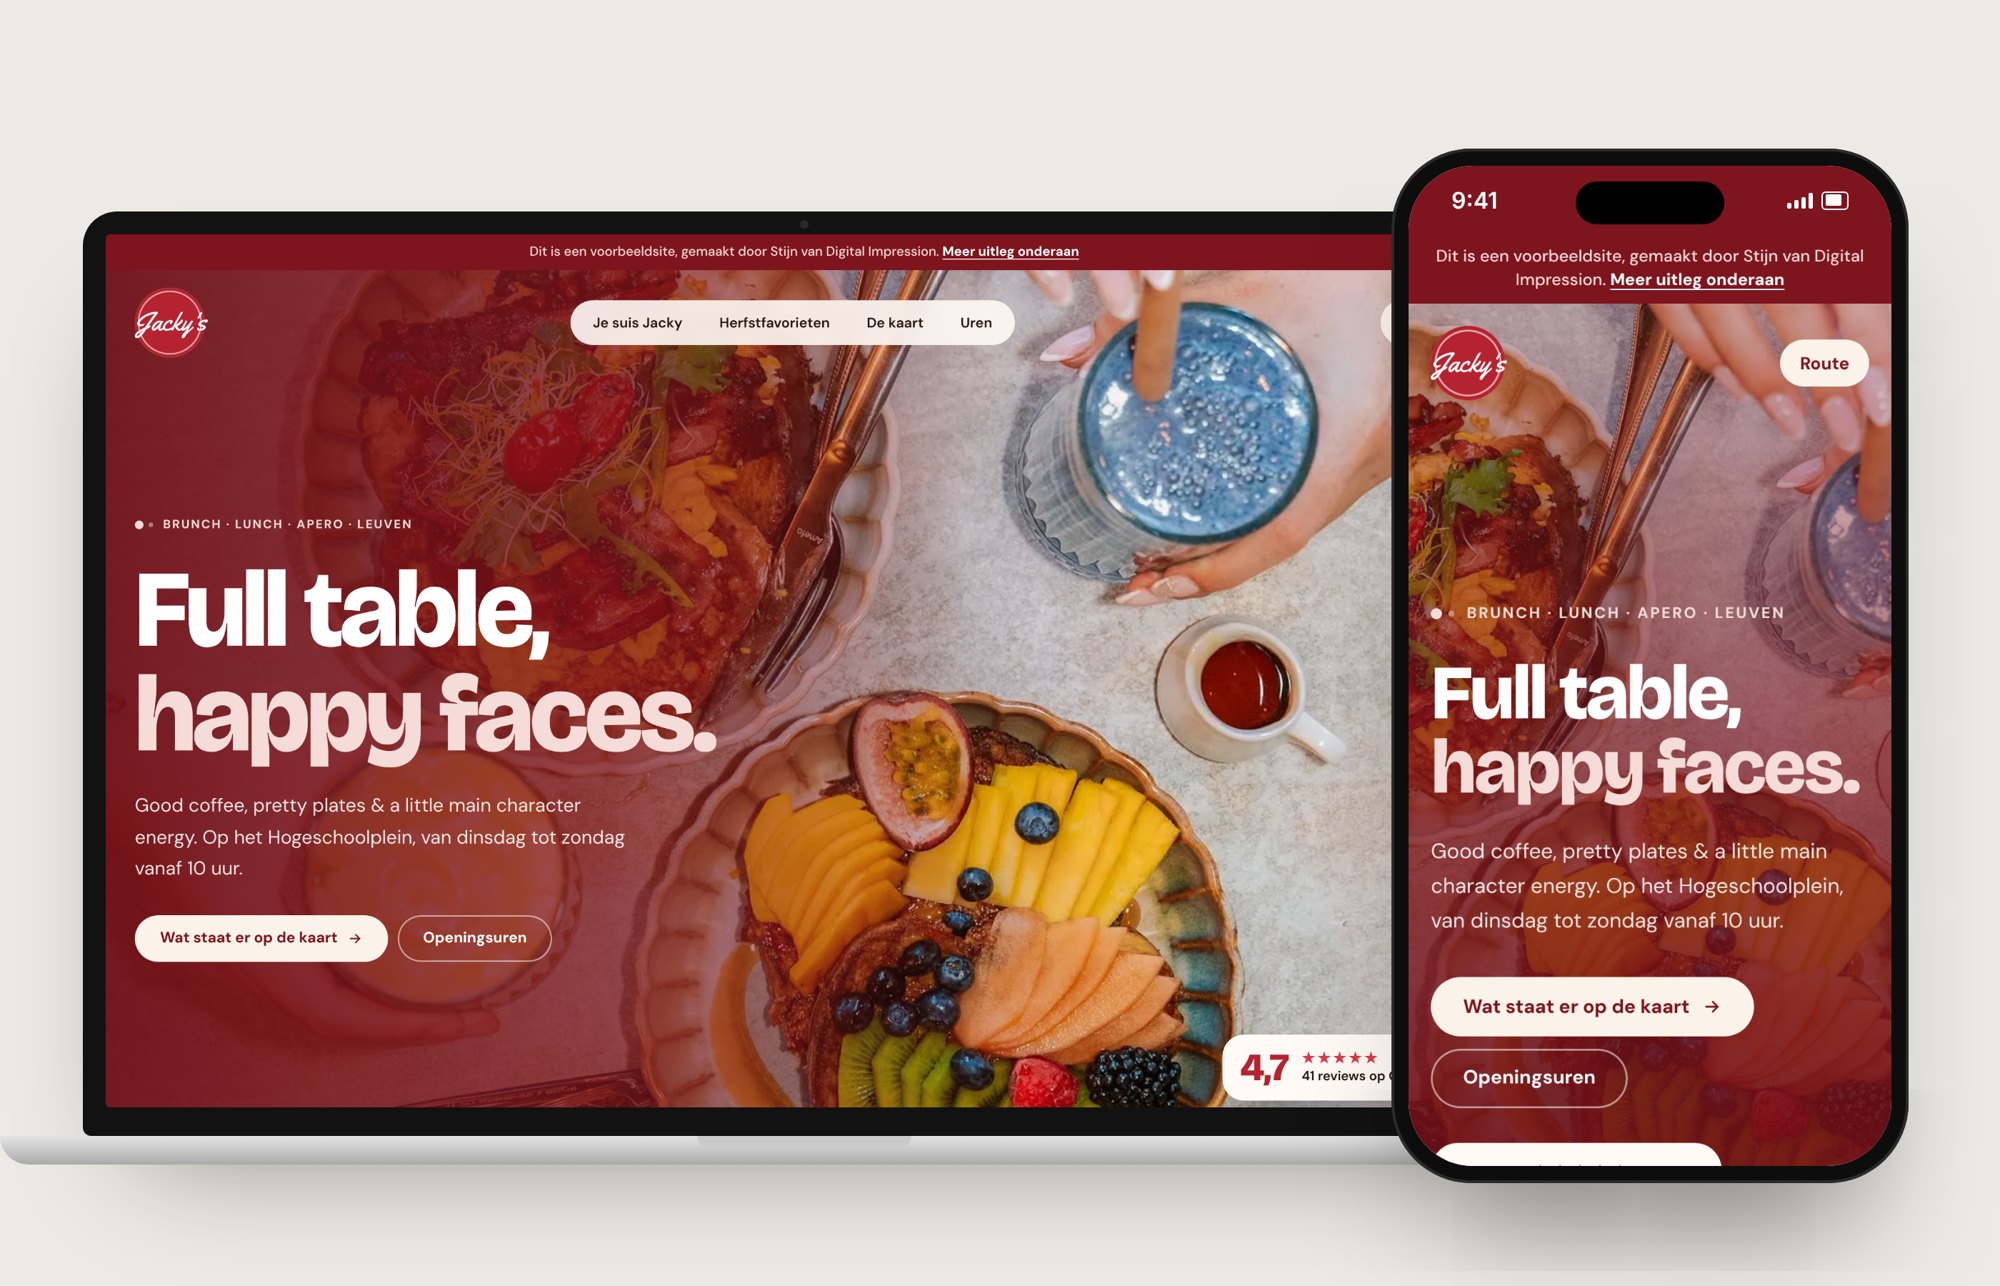 Dit is een voorbeeldsite, gemaakt door Stijn van Digital Impression. Meer uitleg onderaan
Jacky's
Je suis Jacky
Herfstfavorieten
De kaart
Uren
BRUNCH · LUNCH · APERO · LEUVEN
Full table,
happy faces.
Good coffee, pretty plates & a little main character
energy. Op het Hogeschoolplein, van dinsdag tot zondag
vanaf 10 uur.
Wat staat er op de kaart →
Openingsuren
4,7
★★★★★
41 reviews op
9:41
Dit is een voorbeeldsite, gemaakt door Stijn van Digital
Impression. Meer uitleg onderaan
Jacky's
Route
BRUNCH · LUNCH · APERO · LEUVEN
Full table,
happy faces.
Good coffee, pretty plates & a little main
character energy. Op het Hogeschoolplein,
van dinsdag tot zondag vanaf 10 uur.
Wat staat er op de kaart →
Openingsuren